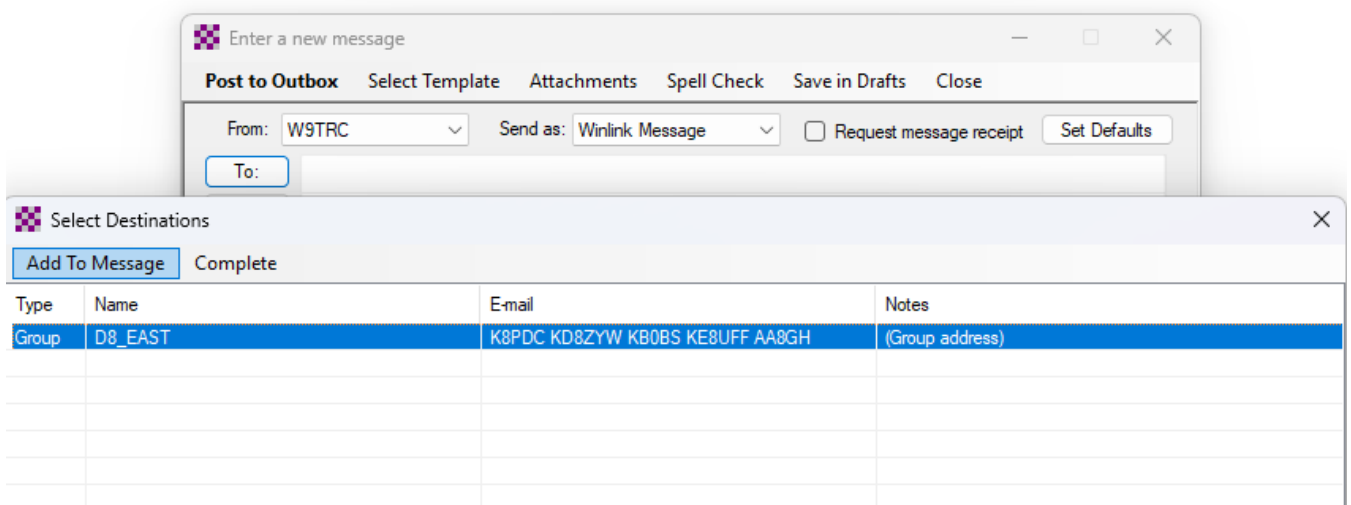 Enter a new message
Post to Outbox Select Template Attachments Spell Check Save in Drafts Close
From: W9TRC Send as: Winlink Message Request message receipt Set Defaults
To:
Select Destinations
Add To Message Complete
Type Name E-mail Notes
Group D8_EAST K8PDC KD8ZYW KB0BS KE8UFF AA8GH (Group address)